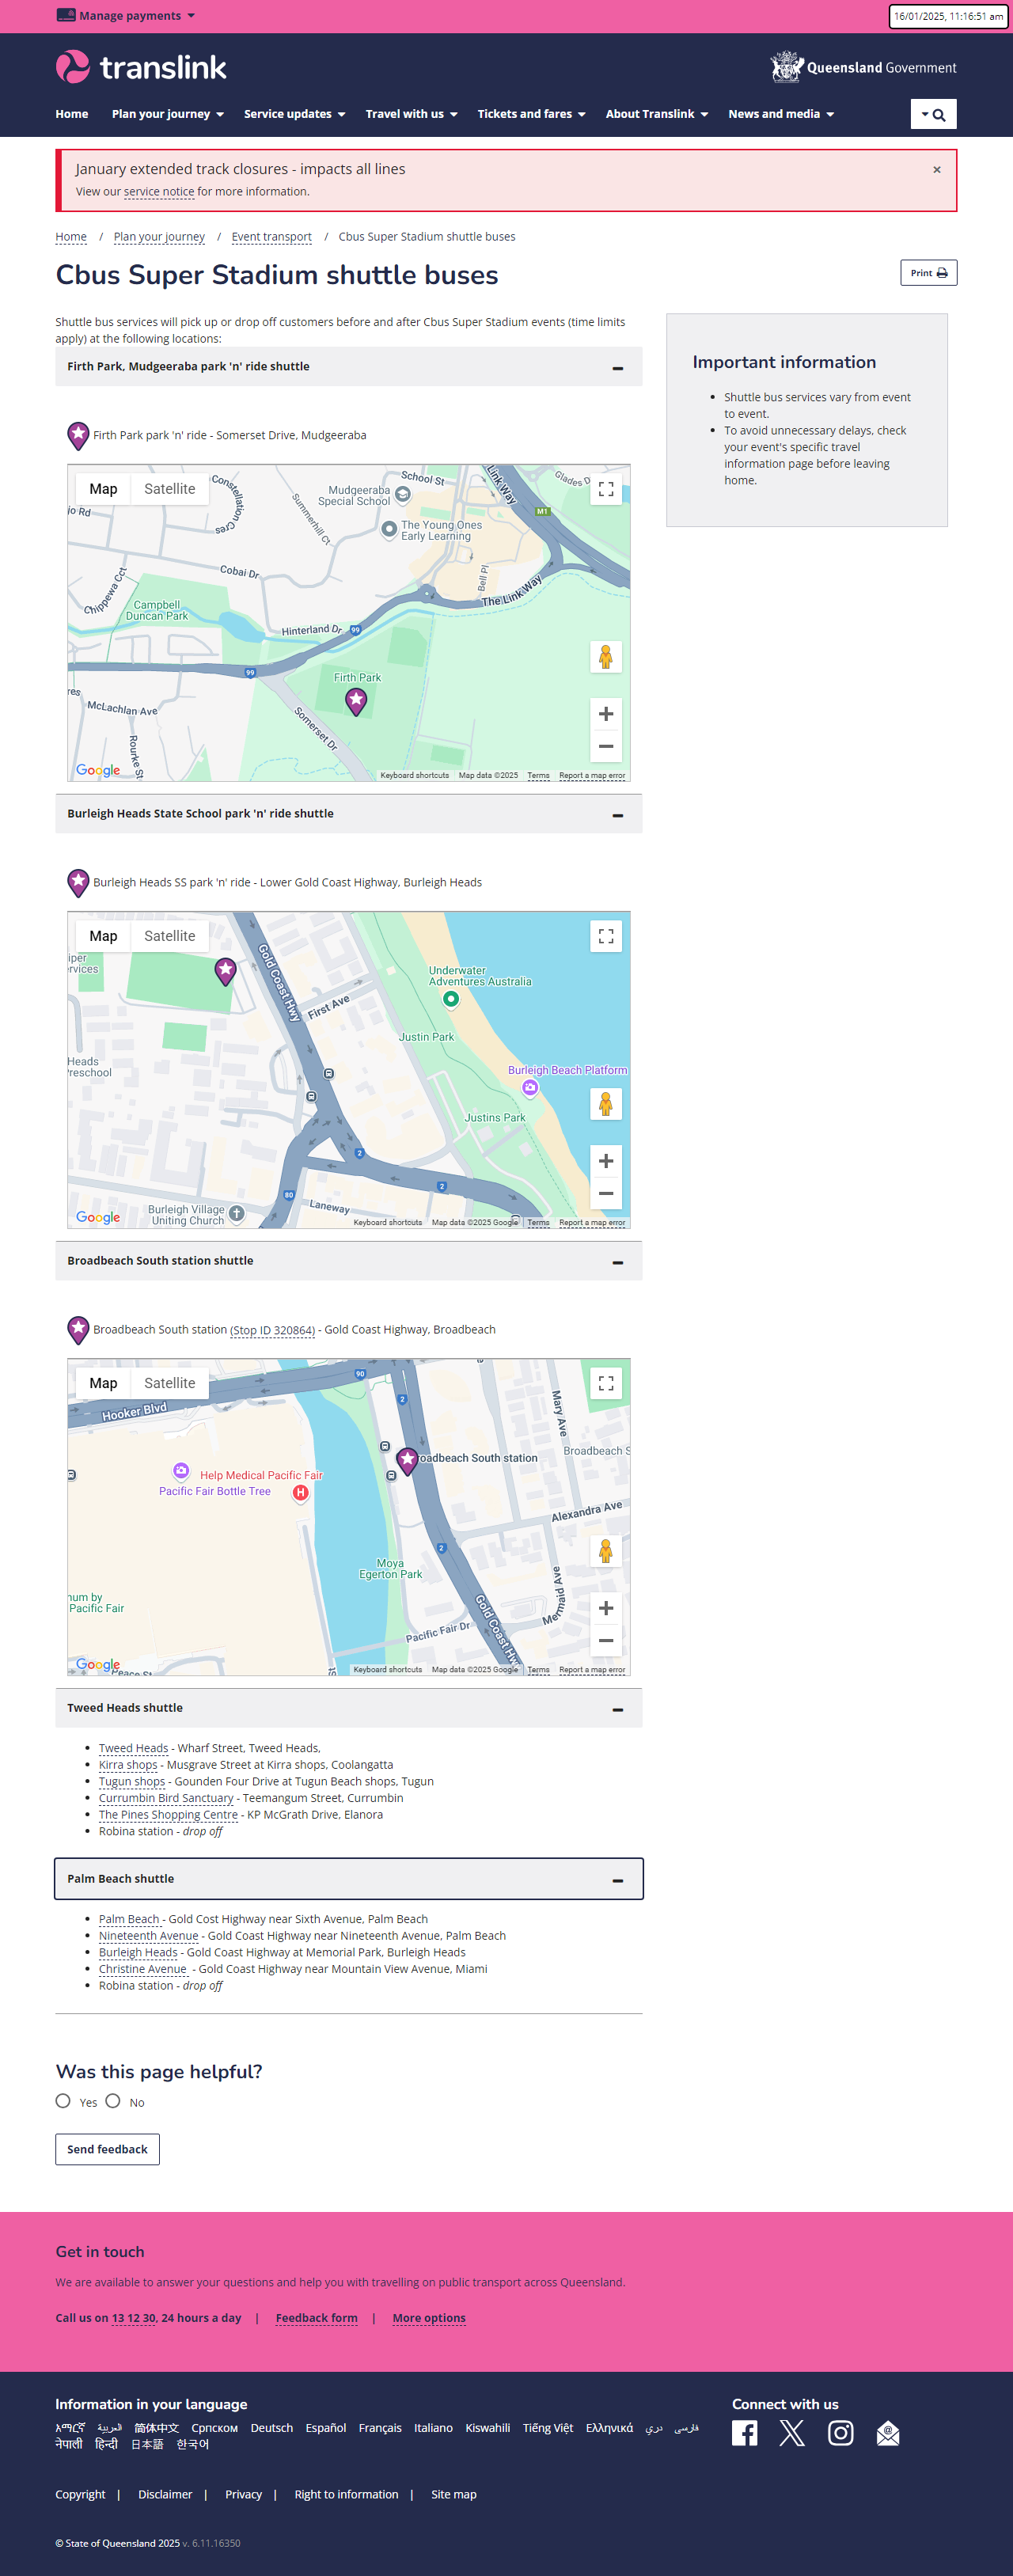 Manage payments
16/01/2025, 11:16:51 am
translink
Queensland Government
Home Plan your journey Service updates Travel with us Tickets and fares About Translink News and media
January extended track closures - impacts all lines
×
View our service notice for more information.
Home / Plan your journey / Event transport / Cbus Super Stadium shuttle buses
Cbus Super Stadium shuttle buses
Print
Shuttle bus services will pick up or drop off customers before and after Cbus Super Stadium events (time limits
apply) at the following locations:
Important information
Shuttle bus services vary from event
to event.
To avoid unnecessary delays, check
your event's specific travel
information page before leaving
home.
Firth Park, Mudgeeraba park 'n' ride shuttle
Firth Park park 'n' ride - Somerset Drive, Mudgeeraba
Map Satellite
Constellation Cres
School St
Link Way
Glades D
io Rd
Mudgeeraba
Special School
Summerhill Ct
M1
The Young Ones
Early Learning
Cobai Dr
Bell Pl
Chippewa Cct
The Link Way
Campbell
Duncan Park
Hinterland Dr
99
99
Firth Park
res
McLachlan Ave
Somerset Dr
Rourke St
Google
Keyboard shortcuts Map data ©2025 Terms Report a map error
Burleigh Heads State School park 'n' ride shuttle
Burleigh Heads SS park 'n' ride - Lower Gold Coast Highway, Burleigh Heads
Map Satellite
iper
rvices
Gold Coast Hwy
Underwater
Adventures Australia
First Ave
Justin Park
Heads
reschool
Burleigh Beach Platform
Justins Park
2
2
80
Laneway
Burleigh Village
Uniting Church
Google
Keyboard shortcuts Map data ©2025 Google Terms Report a map error
Broadbeach South station shuttle
Broadbeach South station (Stop ID 320864) - Gold Coast Highway, Broadbeach
Map Satellite
90
Hooker Blvd
2
Mary Ave
roadbeach South station
Broadbeach S
Help Medical Pacific Fair
H
Pacific Fair Bottle Tree
Alexandra Ave
2
Moya
Egerton Park
num by
Pacific Fair
Mermaid Ave
Gold Coast Hwy
Pacific Fair Dr
Peace St
Google
Keyboard shortcuts Map data ©2025 Google Terms Report a map error
Tweed Heads shuttle
Tweed Heads - Wharf Street, Tweed Heads,
Kirra shops - Musgrave Street at Kirra shops, Coolangatta
Tugun shops - Gounden Four Drive at Tugun Beach shops, Tugun
Currumbin Bird Sanctuary - Teemangum Street, Currumbin
The Pines Shopping Centre - KP McGrath Drive, Elanora
Robina station - drop off
Palm Beach shuttle
Palm Beach - Gold Cost Highway near Sixth Avenue, Palm Beach
Nineteenth Avenue - Gold Coast Highway near Nineteenth Avenue, Palm Beach
Burleigh Heads - Gold Coast Highway at Memorial Park, Burleigh Heads
Christine Avenue - Gold Coast Highway near Mountain View Avenue, Miami
Robina station - drop off
Was this page helpful?
Yes No
Send feedback
Get in touch
We are available to answer your questions and help you with travelling on public transport across Queensland.
Call us on 13 12 30, 24 hours a day | Feedback form | More options
Information in your language
Connect with us
አማርኛ العربية 简体中文 Српском Deutsch Español Français Italiano Kiswahili Tiếng Việt Ελληνικά دری فارسی
नेपाली हिन्दी 日本語 한국어
Copyright | Disclaimer | Privacy | Right to information | Site map
© State of Queensland 2025 v. 6.11.16350